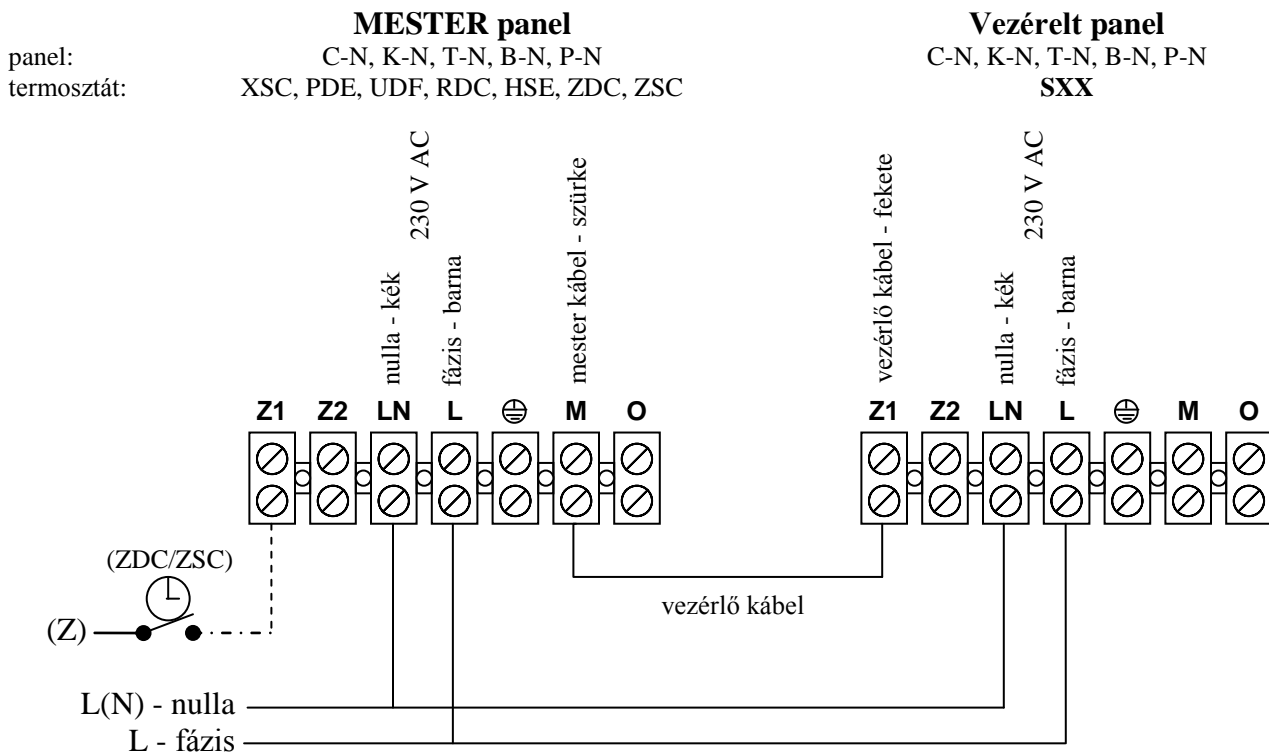 MESTER panel Vezérelt panel
panel: C-N, K-N, T-N, B-N, P-N C-N, K-N, T-N, B-N, P-N
termosztát: XSC, PDE, UDF, RDC, HSE, ZDC, ZSC SXX
nulla - kék
230 V AC
fázis - barna
mester kábel - szürke
vezérlő kábel - fekete
nulla - kék
230 V AC
fázis - barna
Z1 Z2 LN L M O Z1 Z2 LN L M O
(ZDC/ZSC)
vezérlő kábel
(Z)
L(N) - nulla
L - fázis